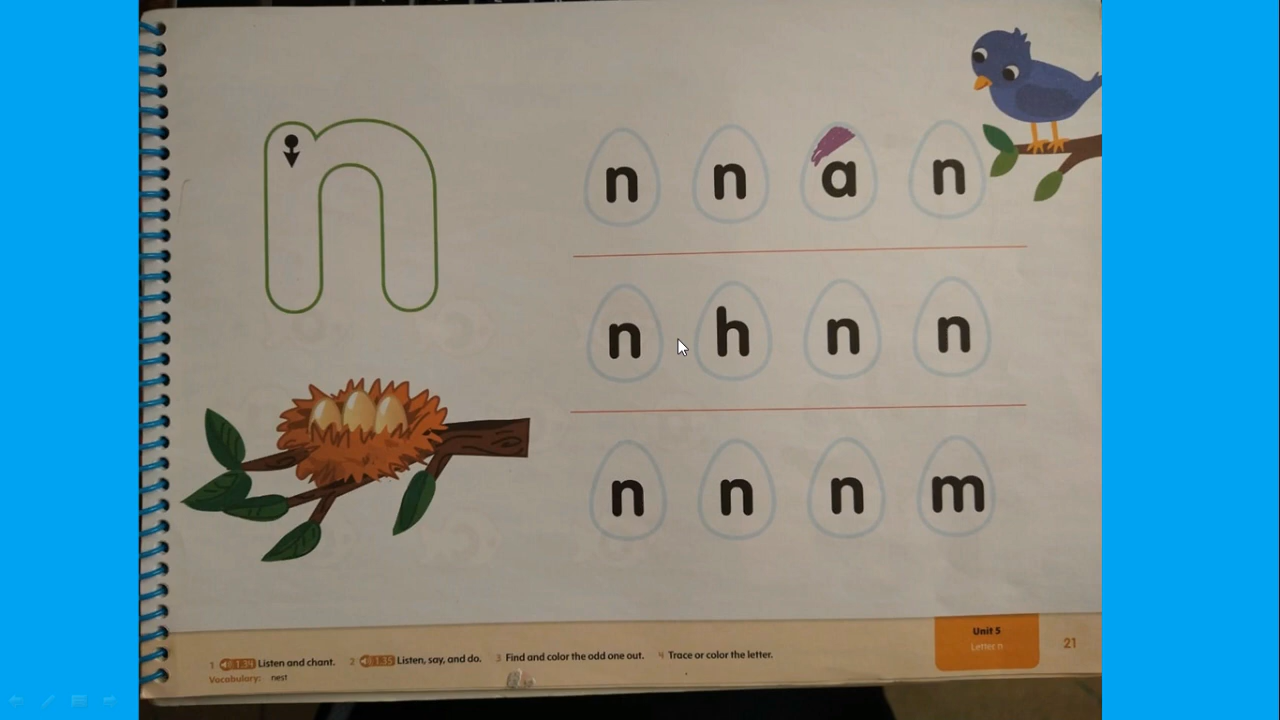 n n a n
n h n n
n n n m
1 1.34 Listen and chant. 2 1.35 Listen, say, and do. 3 Find and color the odd one out. 4 Trace or color the letter.
Vocabulary: nest
Unit 5
Letter n
21